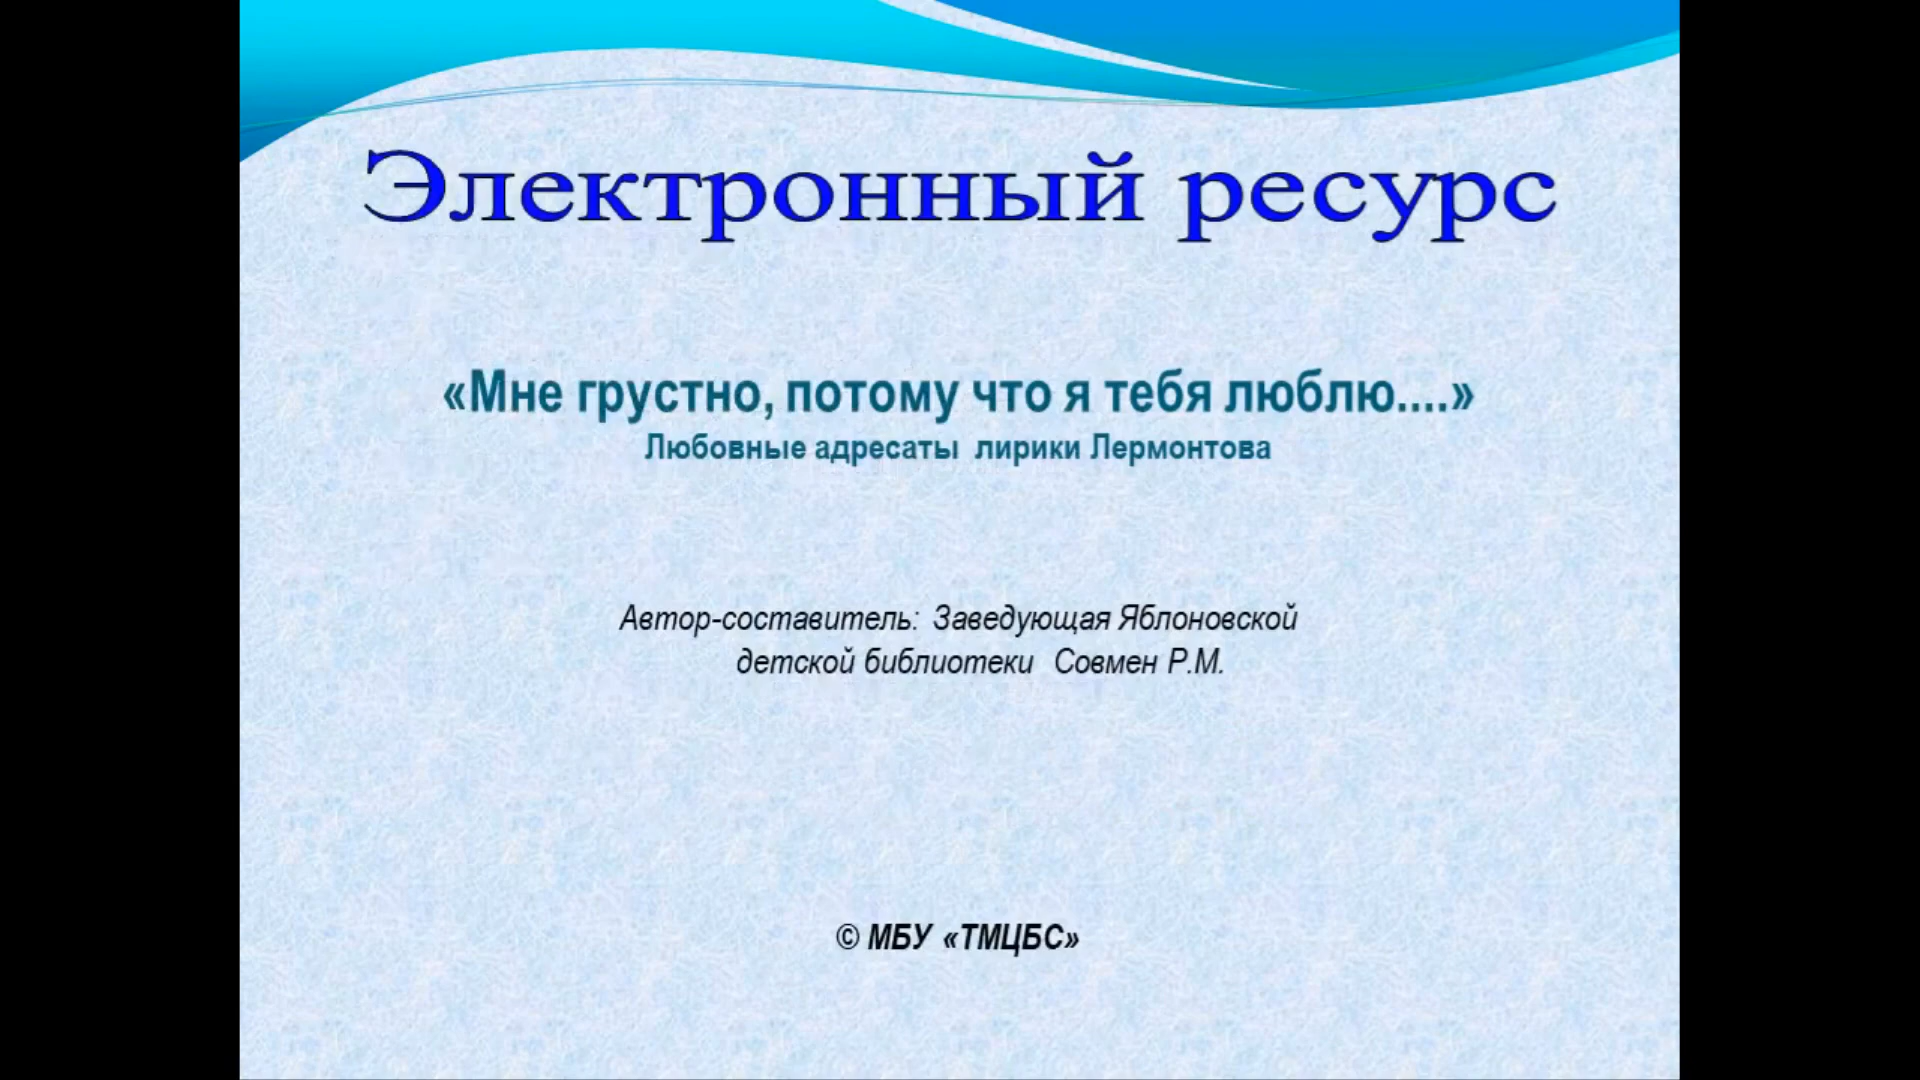 Электронный ресурс
«Мне грустно, потому что я тебя люблю....»
Любовные адресаты лирики Лермонтова
Автор-составитель: Заведующая Яблоновской
детской библиотеки Совмен Р.М.
© МБУ «ТМЦБС»